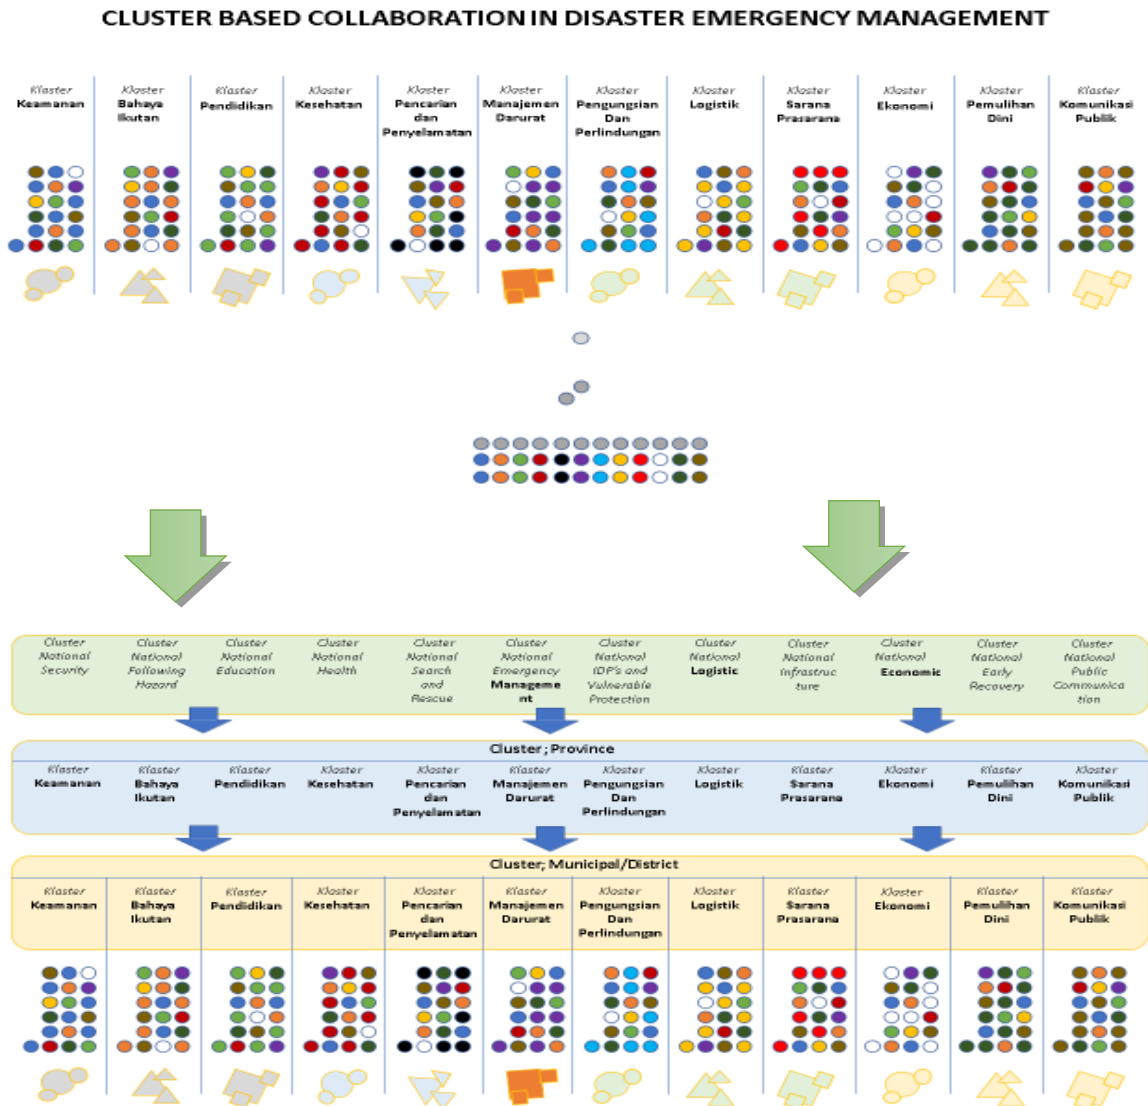 CLUSTER BASED COLLABORATION IN DISASTER EMERGENCY MANAGEMENT
Klaster
Keamanan
Klaster
Bahaya
Ikutan
Klaster
Pendidikan
Klaster
Kesehatan
Klaster
Pencarian
dan
Penyelamatan
Klaster
Manajemen
Darurat
Klaster
Pengungsian
Dan
Perlindungan
Klaster
Logistik
Klaster
Sarana
Prasarana
Klaster
Ekonomi
Klaster
Pemulihan
Dini
Klaster
Komunikasi
Publik
Cluster
National
Security
Cluster
National
Following
Hazard
Cluster
National
Education
Cluster
National
Health
Cluster
National
Search
and
Rescue
Cluster
National
Emergency
Manageme
nt
Cluster
National
IDP's and
Vulnerable
Protection
Cluster
National
Logistic
Cluster
National
Infrastruc
ture
Cluster
National
Economic
Cluster
National
Early
Recovery
Cluster
National
Public
Communica
tion
Cluster; Province
Klaster
Keamanan
Klaster
Bahaya
Ikutan
Klaster
Pendidikan
Klaster
Kesehatan
Klaster
Pencarian
dan
Penyelamatan
Klaster
Manajemen
Darurat
Klaster
Pengungsian
Dan
Perlindungan
Klaster
Logistik
Klaster
Sarana
Prasarana
Klaster
Ekonomi
Klaster
Pemulihan
Dini
Klaster
Komunikasi
Publik
Cluster; Municipal/District
Klaster
Keamanan
Klaster
Bahaya
Ikutan
Klaster
Pendidikan
Klaster
Kesehatan
Klaster
Pencarian
dan
Penyelamatan
Klaster
Manajemen
Darurat
Klaster
Pengungsian
Dan
Perlindungan
Klaster
Logistik
Klaster
Sarana
Prasarana
Klaster
Ekonomi
Klaster
Pemulihan
Dini
Klaster
Komunikasi
Publik